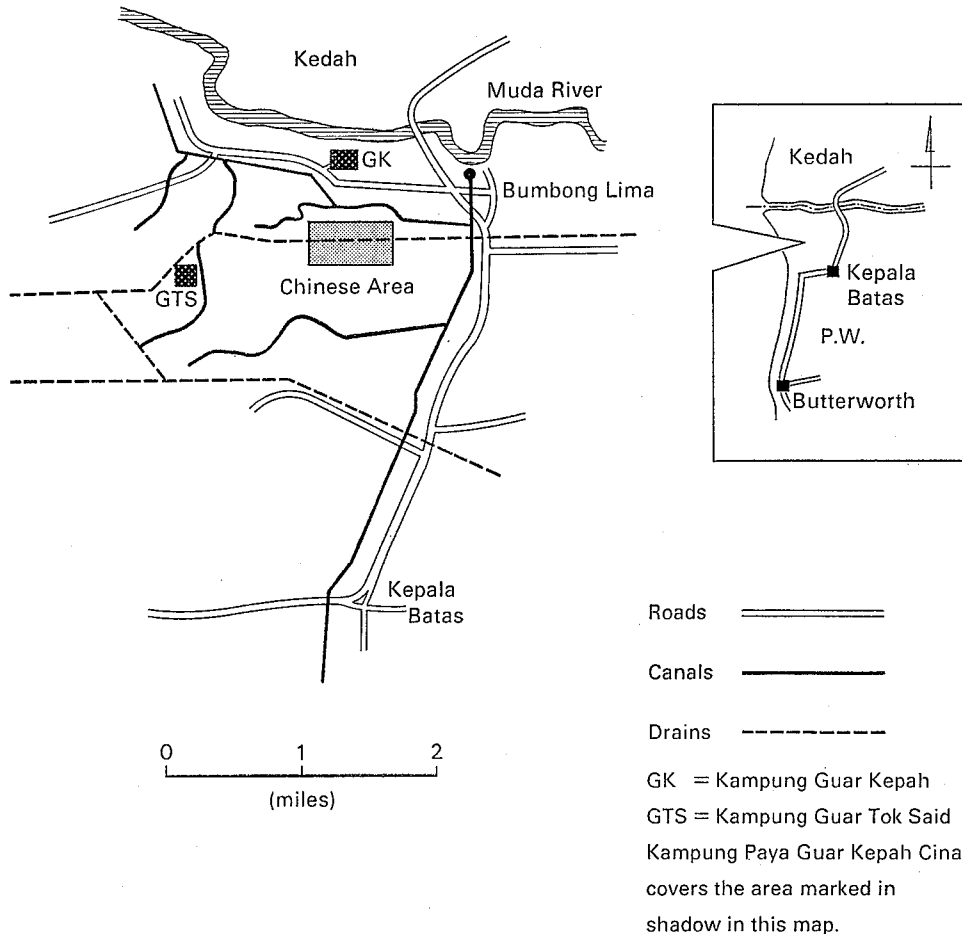 Kedah
Muda River
GK
Bumbong Lima
GTS
Chinese Area
Kepala
Batas
0 1 2
(miles)
Kedah
Kepala
Batas
P.W.
Butterworth
Roads
Canals
Drains
GK = Kampung Guar Kepah
GTS = Kampung Guar Tok Said
Kampung Paya Guar Kepah Cina
covers the area marked in
shadow in this map.